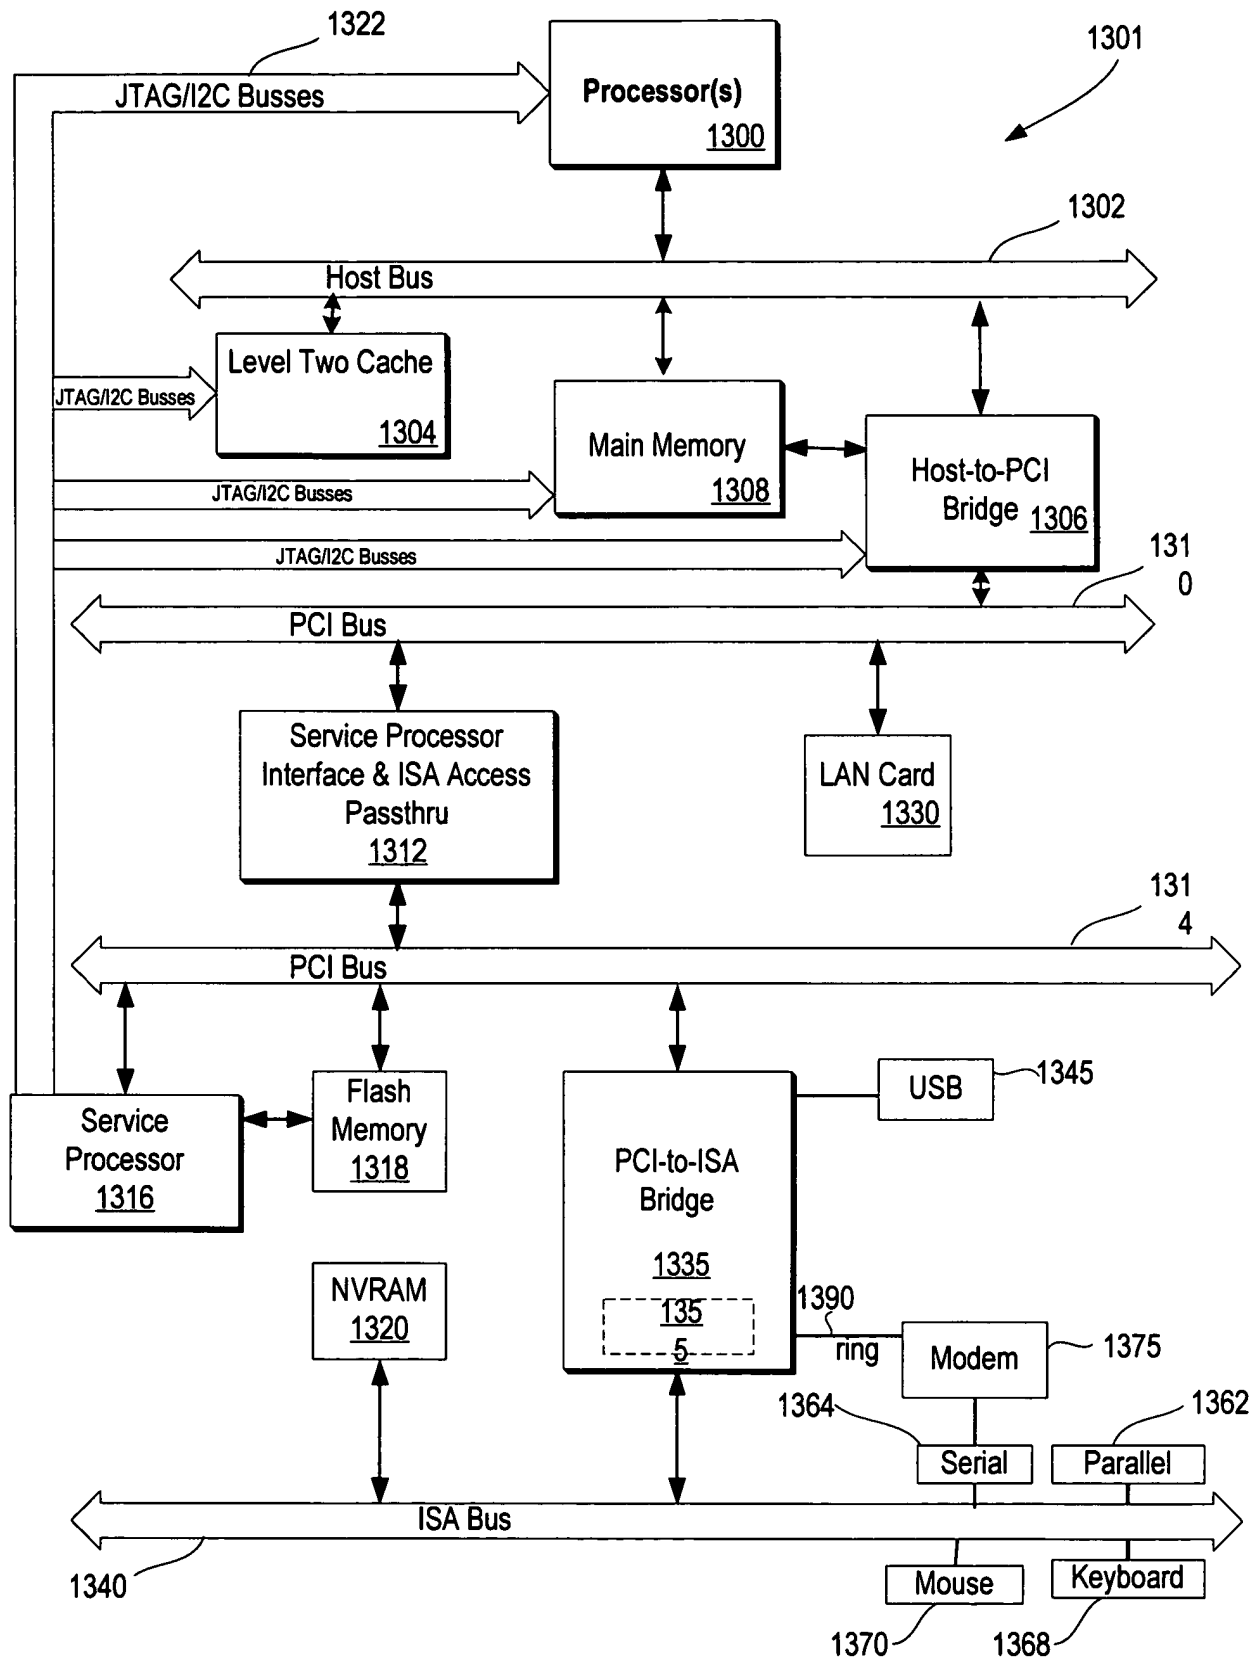 1322
JTAG/I2C Busses
Processor(s)
1300
1301
1302
Host Bus
Level Two Cache
1304
JTAG/I2C Busses
Main Memory
1308
JTAG/I2C Busses
Host-to-PCI
Bridge
1306
JTAG/I2C Busses
131
0
PCI Bus
Service Processor
Interface & ISA Access
Passthru
1312
LAN Card
1330
131
4
PCI Bus
Service
Processor
1316
Flash
Memory
1318
PCI-to-ISA
Bridge
1335
135
5
USB
1345
NVRAM
1320
1390
ring
Modem
1375
1364
1362
Serial
Parallel
ISA Bus
1340
Mouse
Keyboard
1370
1368